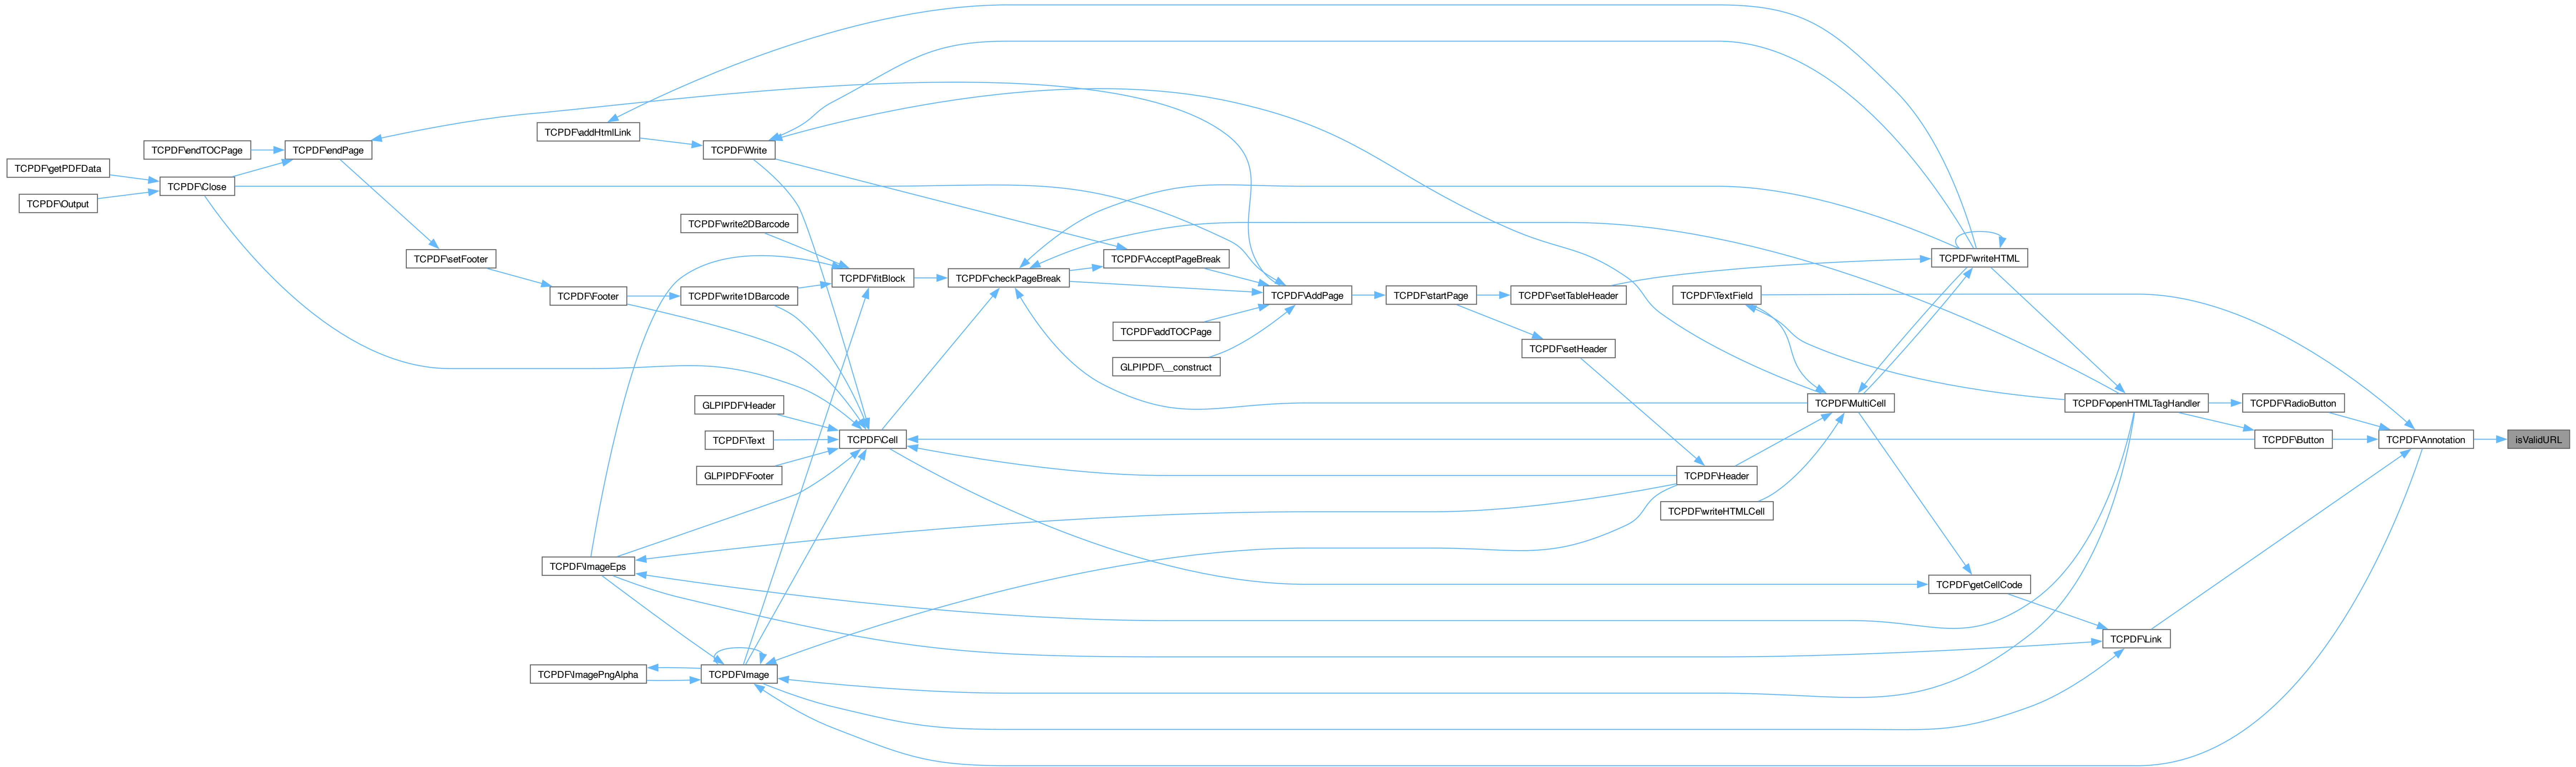 TCPDF\addHtmlLink
TCPDF\endTOCPage
TCPDF\endPage
TCPDF\Write
TCPDF\getPDFData
TCPDF\Close
TCPDF\Output
TCPDF\write2DBarcode
TCPDF\setFooter
TCPDF\AcceptPageBreak
TCPDF\writeHTML
TCPDF\fitBlock
TCPDF\checkPageBreak
TCPDF\Footer
TCPDF\write1DBarcode
TCPDF\AddPage
TCPDF\startPage
TCPDF\setTableHeader
TCPDF\TextField
TCPDF\addTOCPage
TCPDF\setHeader
GLPIPDF\__construct
GLPIPDF\Header
TCPDF\MultiCell
TCPDF\openHTMLTagHandler
TCPDF\RadioButton
TCPDF\Text
TCPDF\Cell
TCPDF\Button
TCPDF\Annotation
isValidURL
GLPIPDF\Footer
TCPDF\Header
TCPDF\writeHTMLCell
TCPDF\ImageEps
TCPDF\getCellCode
TCPDF\Link
TCPDF\ImagePngAlpha
TCPDF\Image